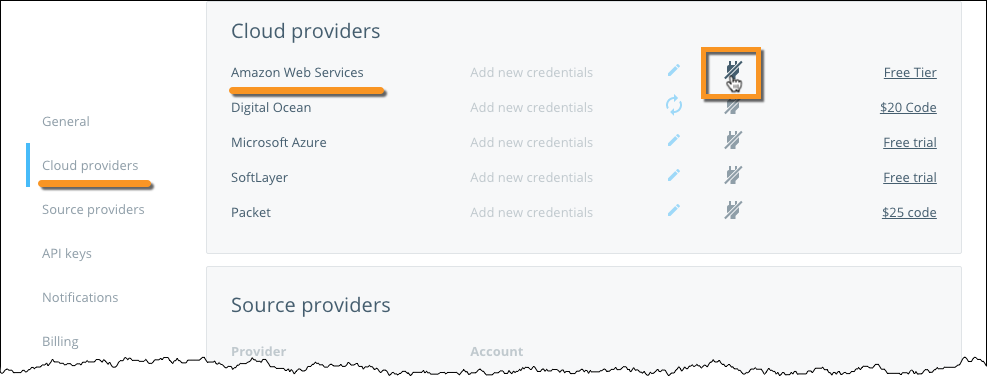 General
Cloud providers
Source providers
API keys
Notifications
Billing
Cloud providers
Amazon Web Services Add new credentials Free Tier
Digital Ocean Add new credentials $20 Code
Microsoft Azure Add new credentials Free trial
SoftLayer Add new credentials Free trial
Packet Add new credentials $25 code
Source providers
Provider Account